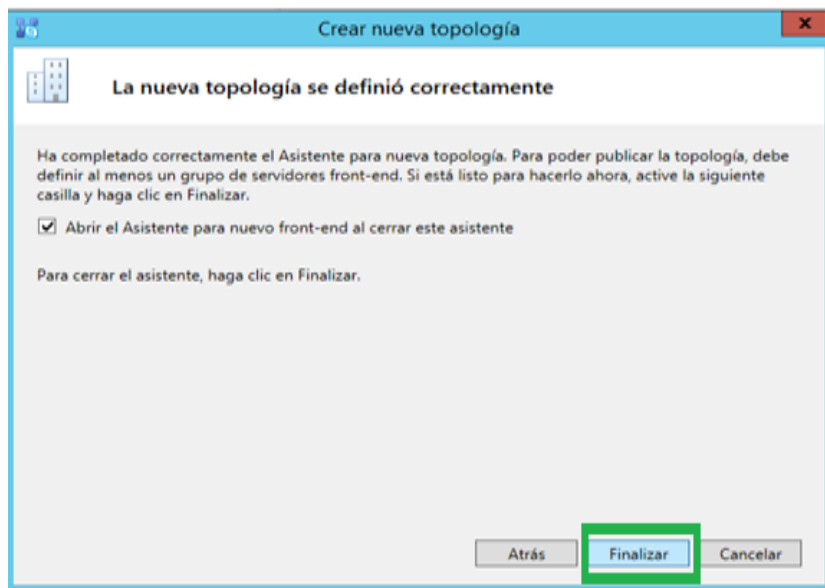 Crear nueva topología
La nueva topología se definió correctamente
Ha completado correctamente el Asistente para nueva topología. Para poder publicar la topología, debe
definir al menos un grupo de servidores front-end. Si está listo para hacerlo ahora, active la siguiente
casilla y haga clic en Finalizar.
Abrir el Asistente para nuevo front-end al cerrar este asistente
Para cerrar el asistente, haga clic en Finalizar.
Atrás Finalizar Cancelar